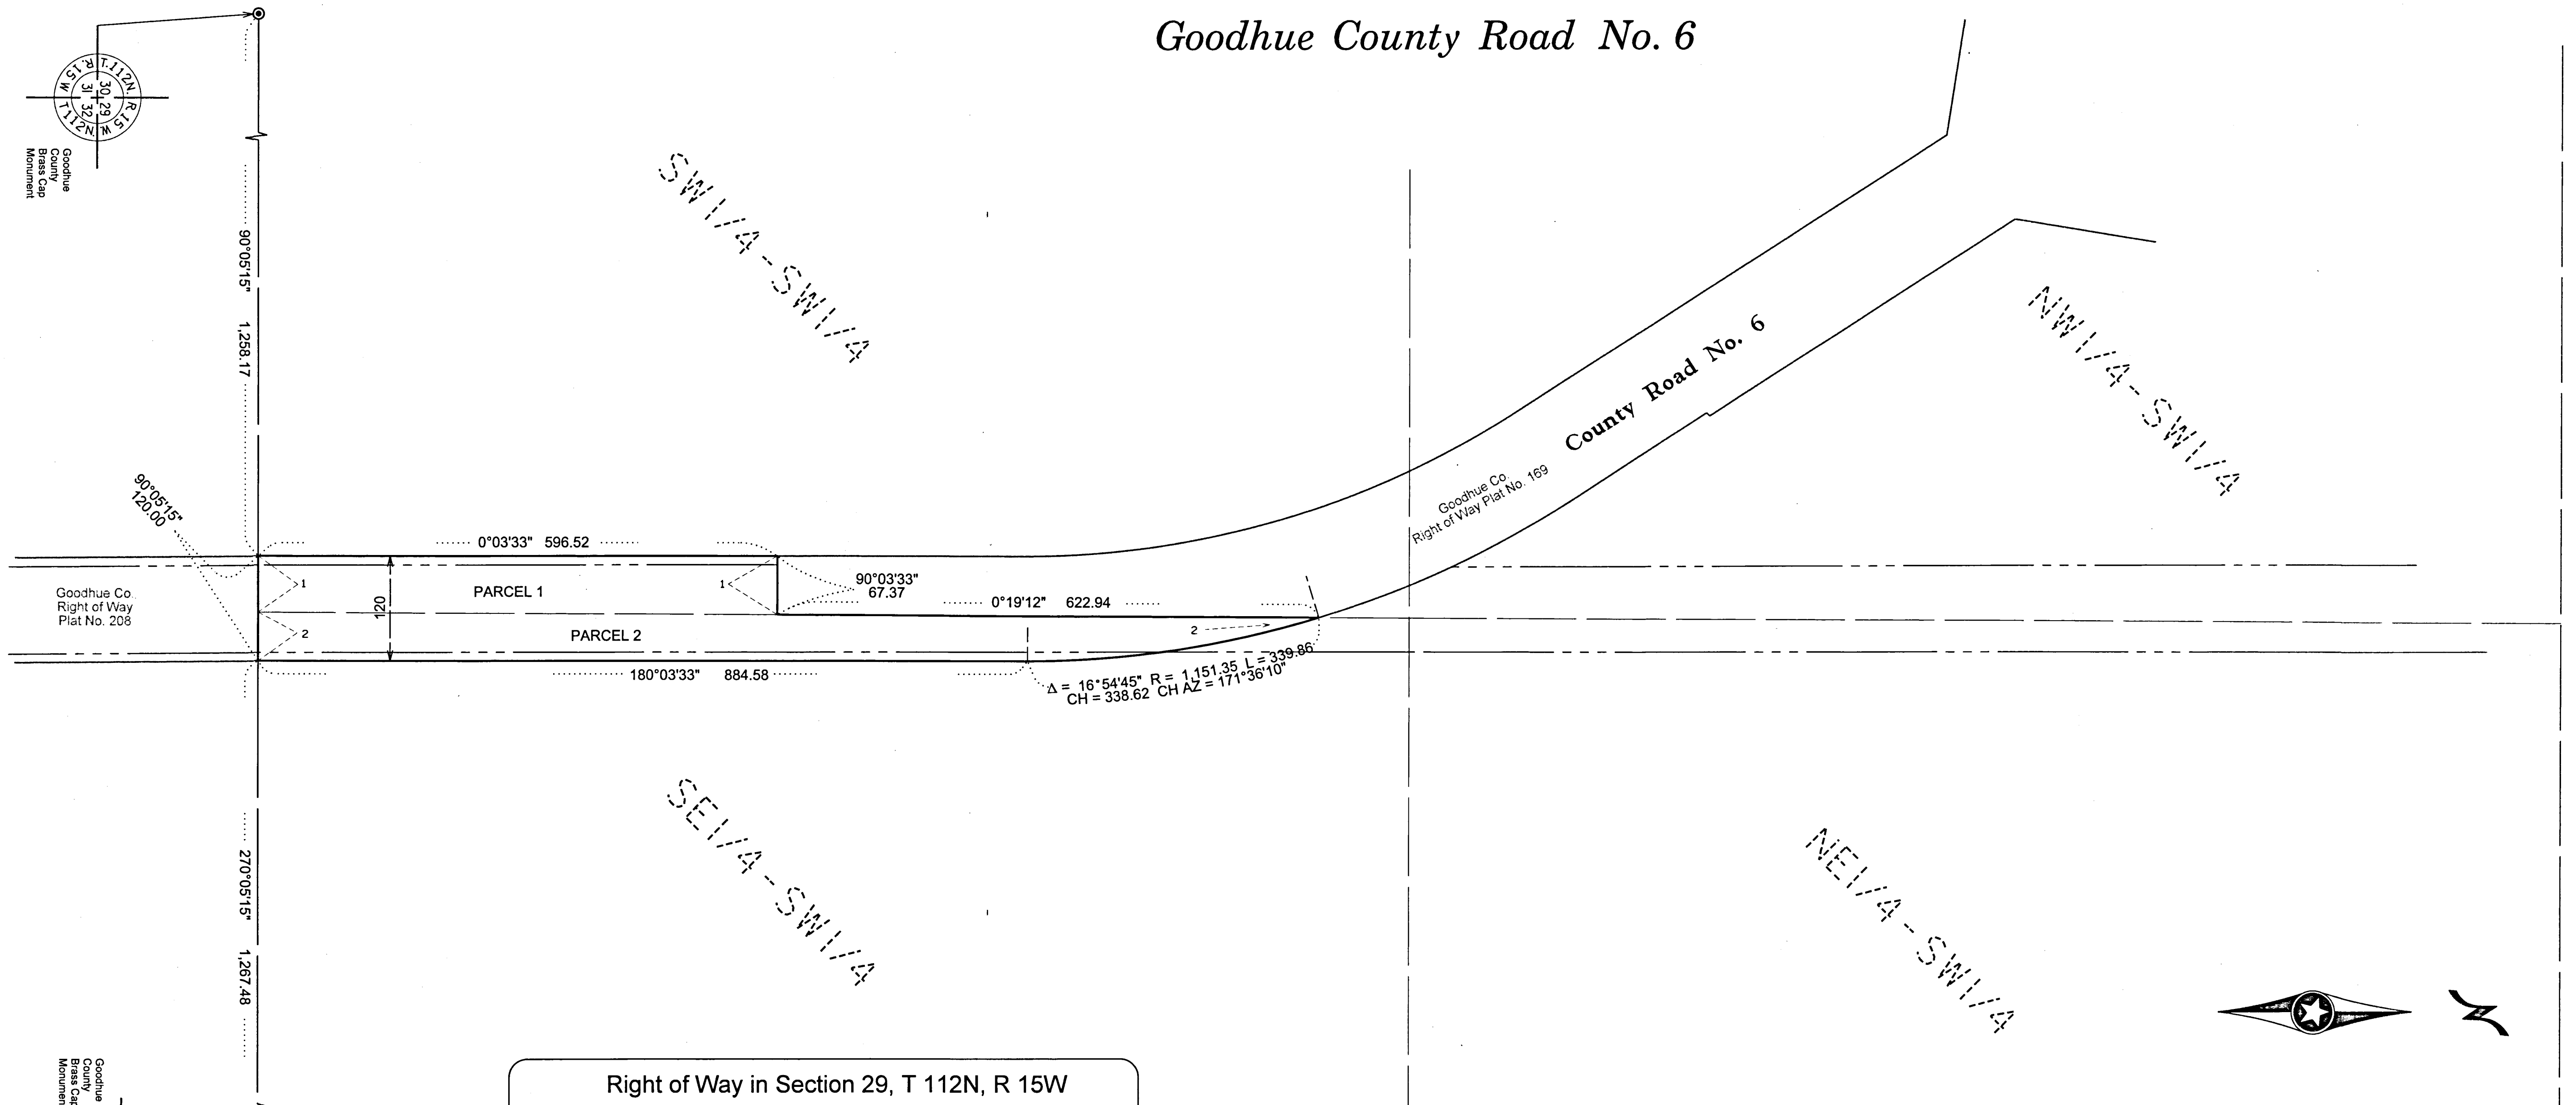 Goodhue County Road No. 6
T.112N. R.15 W. T.112N. R.15 W
30 29
31 32
Goodhue
County
Brass Cap
Monument
90°05'15" 1,258.17
SW1/4-SW1/4
NW1/4-SW1/4
County Road No. 6
Goodhue Co.
Right of Way Plat No. 169
90°05'15"
120.00
0°03'33" 596.52
1
PARCEL 1
1
90°03'33"
67.37
0°19'12" 622.94
Goodhue Co.
Right of Way
Plat No. 208
120
2
PARCEL 2
2
180°03'33" 884.58
Δ = 16°54'45" R = 1,151.35 L = 339.86
CH = 338.62 CH AZ = 171°36'10"
SE1/4-SW1/4
NE1/4-SW1/4
270°05'15" 1,267.48
N
Goodhue
County
Brass Cap
Monument
Right of Way in Section 29, T 112N, R 15W